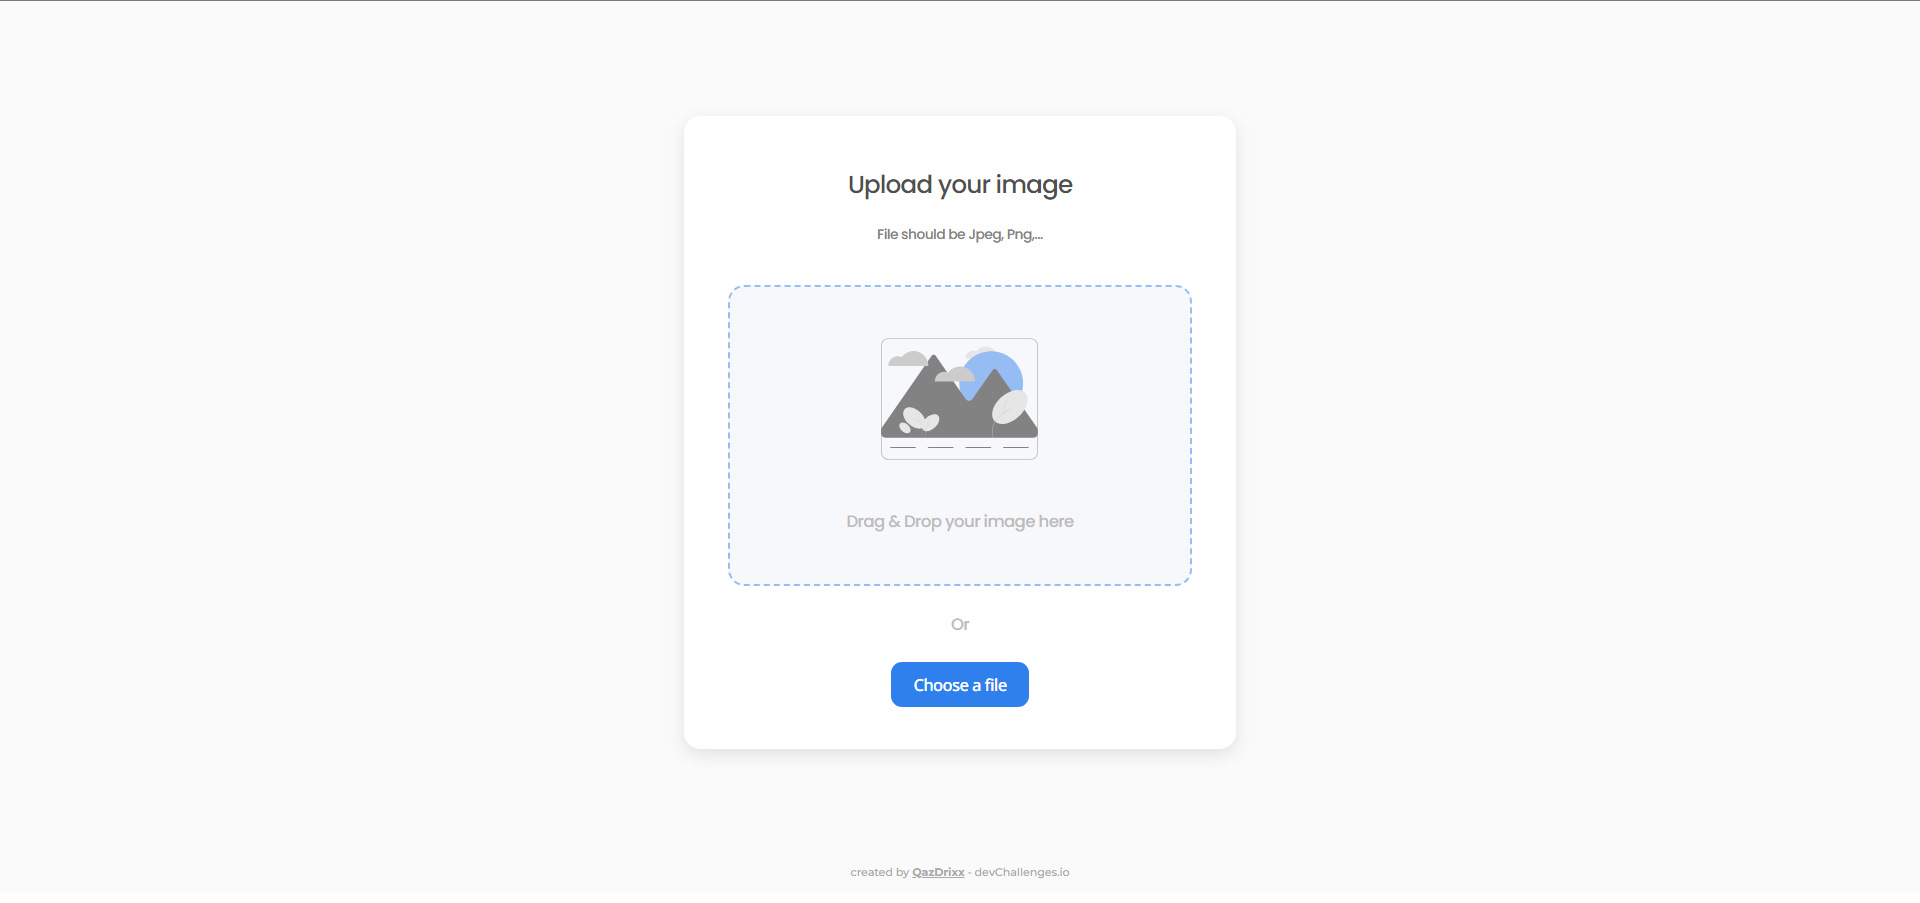 Upload your image
File should be Jpeg, Png,...
Drag & Drop your image here
Or
Choose a file
created by QazDrixx - devChallenges.io